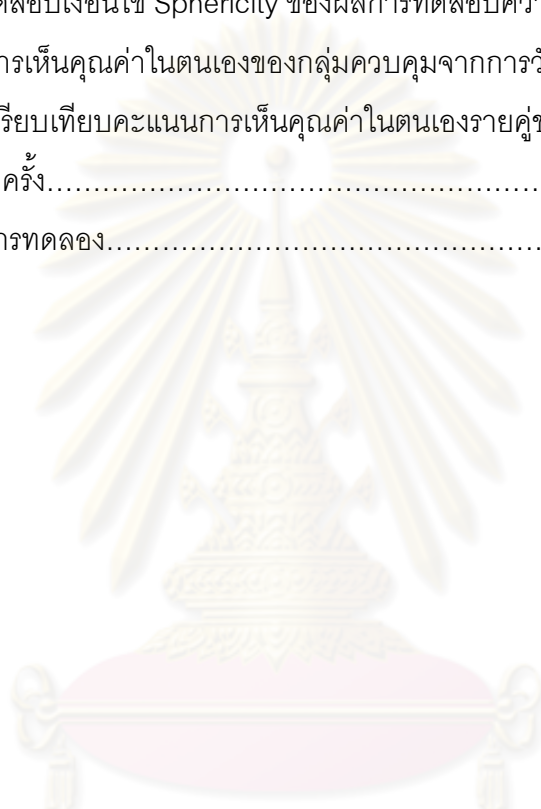 ดสอบเงื่อนไข Sphericity ของผลการทดสอบควา
ารเห็นคุณค่าในตนเองของกลุ่มควบคุมจากการวั
รียบเทียบคะแนนการเห็นคุณค่าในตนเองรายคู่ข
ครั้ง……………………………………………………
ารทดลอง……………………………………………